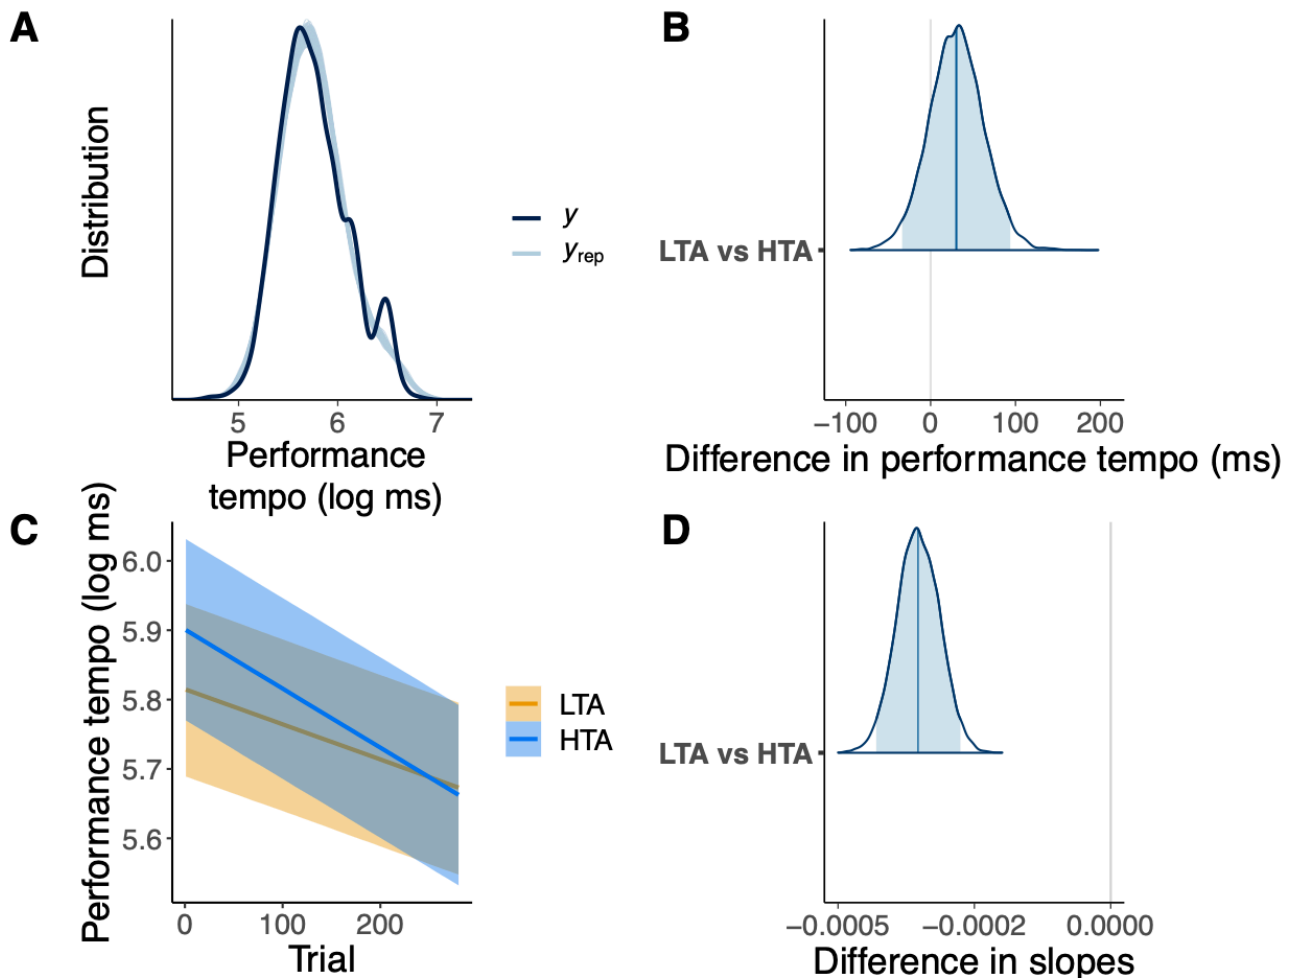 A
Distribution
y
yrep
5 6 7
Performance
tempo (log ms)
B
LTA vs HTA
−100 0 100 200
Difference in performance tempo (ms)
C
Performance tempo (log ms)
6.0
5.9
5.8
5.7
5.6
LTA
HTA
0 100 200
Trial
D
LTA vs HTA
−0.0005 −0.0002 0.0000
Difference in slopes